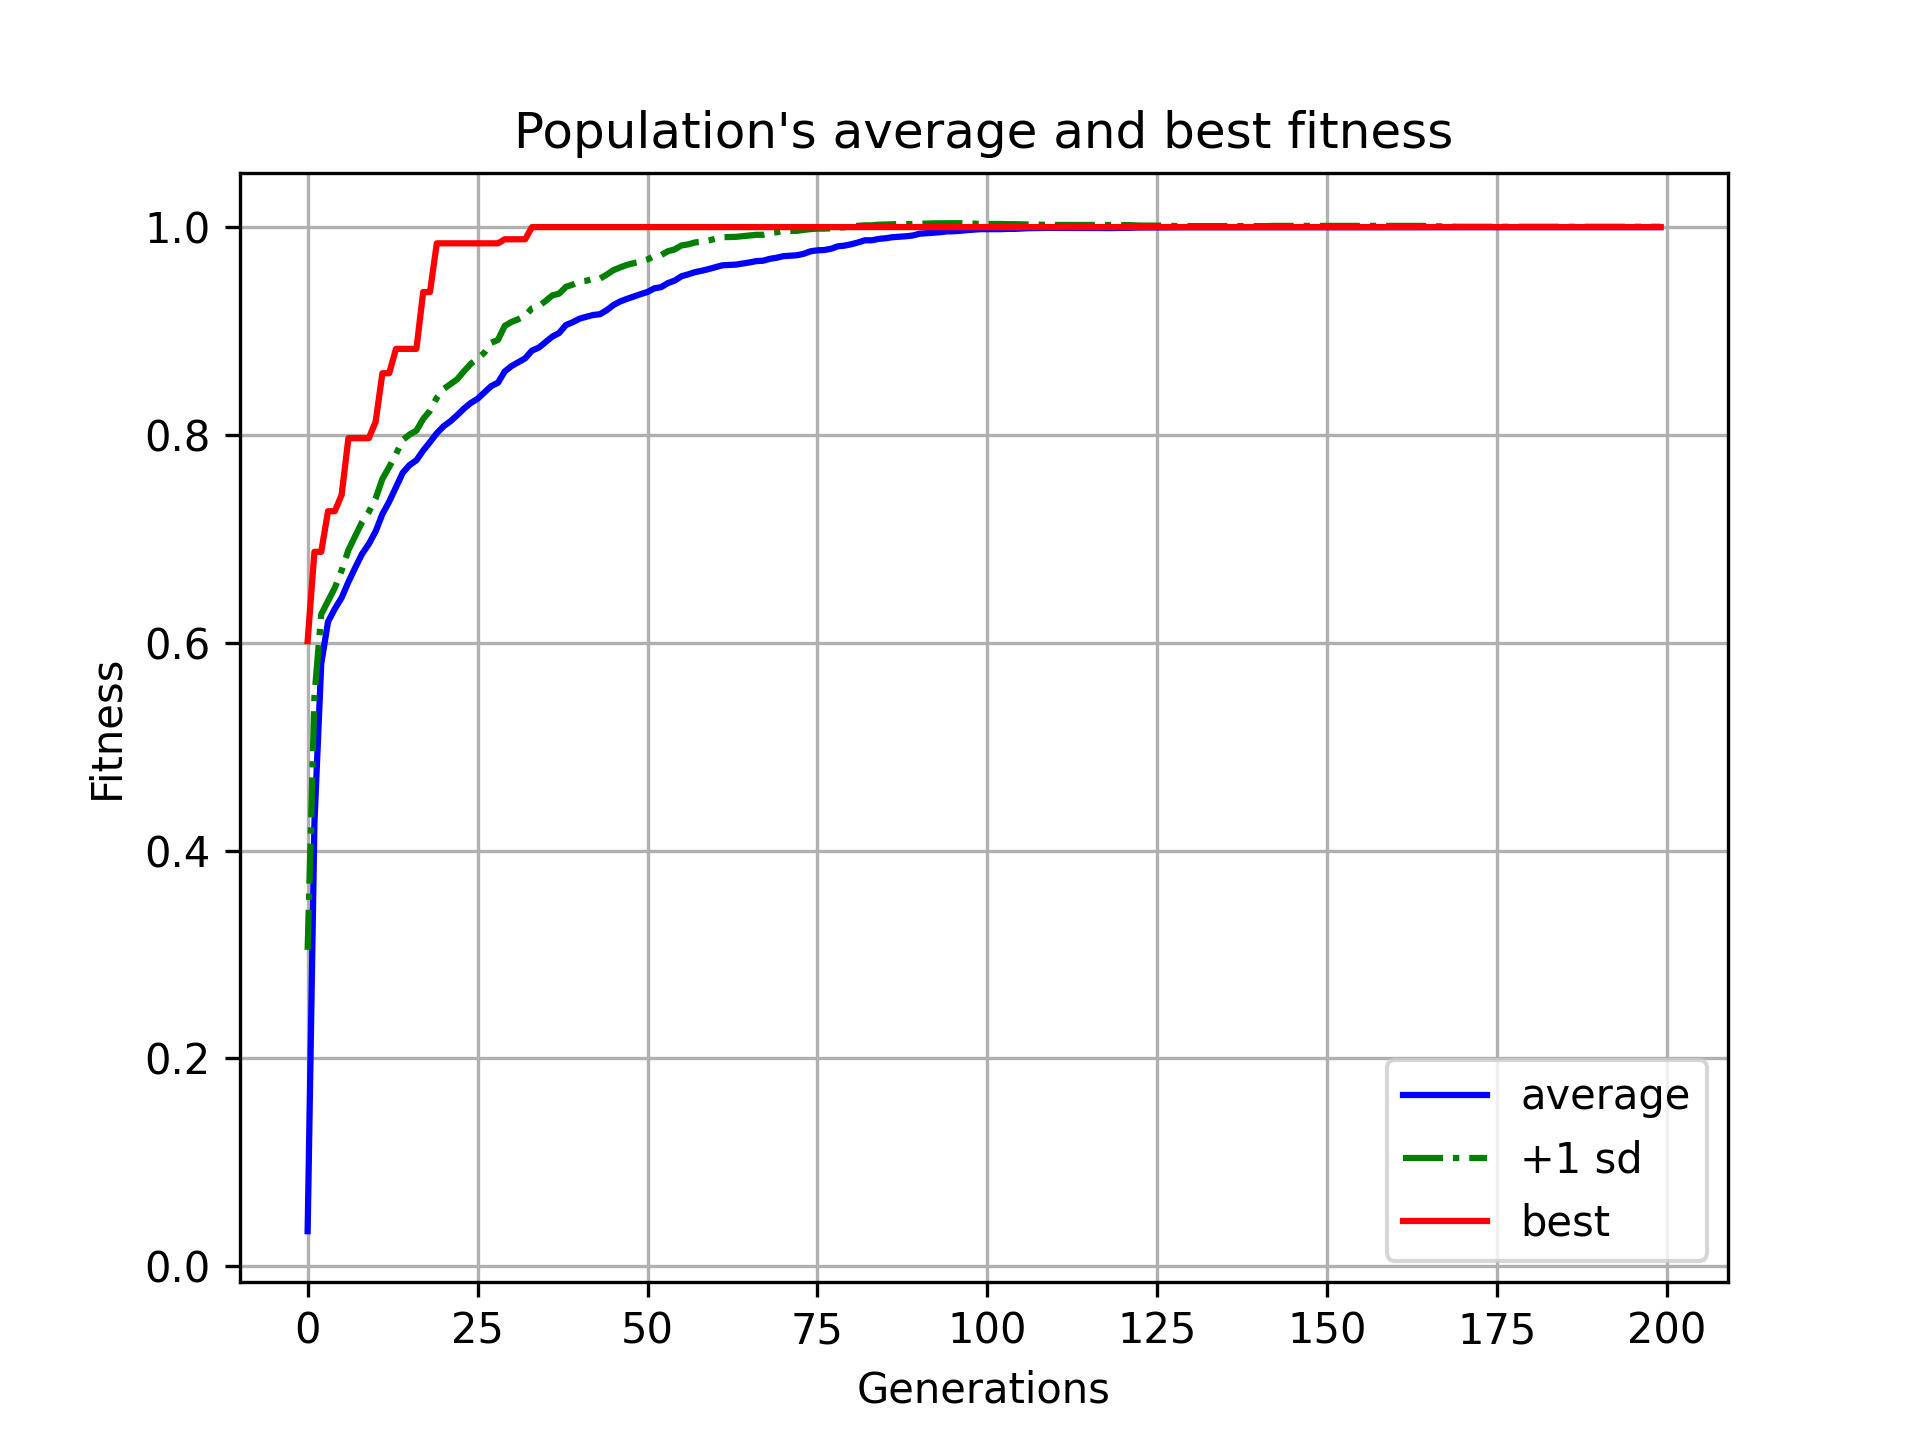 Population's average and best fitness
1.0
0.8
0.6
0.4
0.2
0.0
Fitness
0 25 50 75 100 125 150 175 200
Generations
average
+1 sd
best